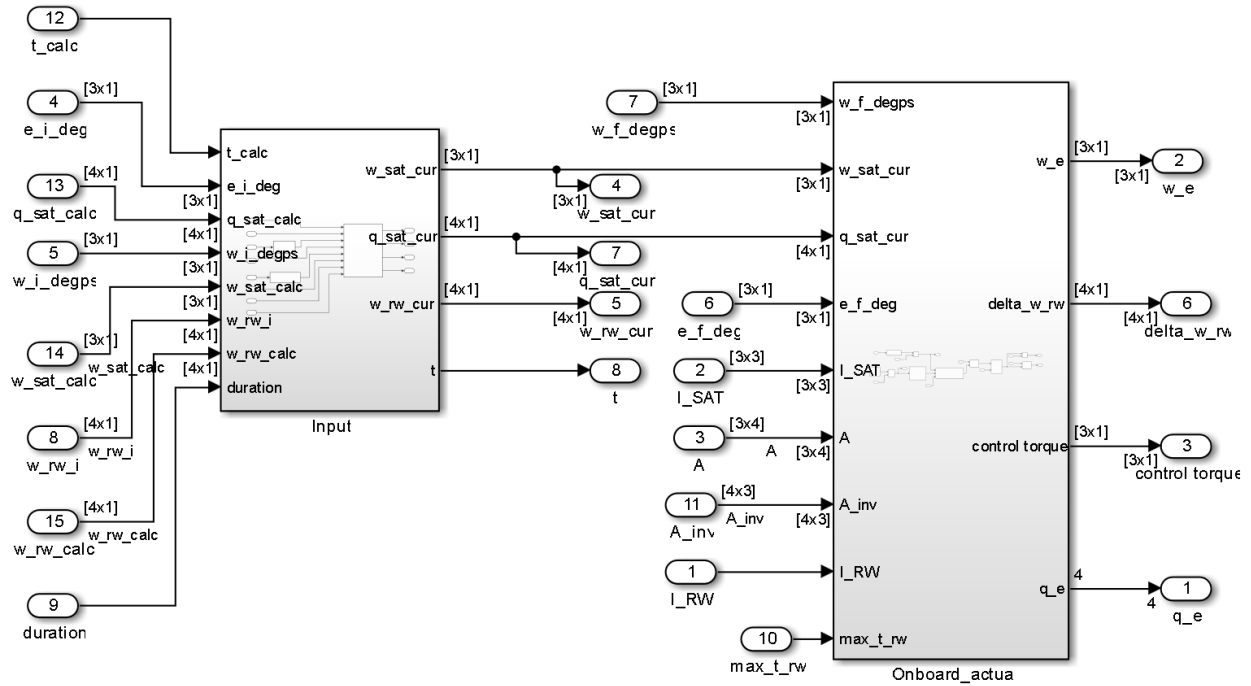 12
t_calc
[3x1]
4
e_i_deg
[4x1]
13
q_sat_calc
[3x1]
5
w_i_degps
14
[3x1]
w_sat_calc
w_sat_calc
[4x1]
8
w_rw_i
w_rw_i
[4x1]
15
w_rw_calc
w_rw_calc
9
duration
t_calc
e_i_deg
[3x1]
q_sat_calc
[4x1]
w_i_degps
[3x1]
w_sat_calc
[3x1]
w_rw_i
[4x1]
w_rw_calc
[4x1]
duration
w_sat_cur
q_sat_cur
w_rw_cur
t
Input
[3x1]
[3x1]
4
w_sat_cur
[4x1]
[4x1]
7
q_sat_cur
[4x1]
[4x1]
5
w_rw_cur
8
t
7
[3x1]
w_f_degps
6
[3x1]
e_f_deg
2
[3x3]
I_SAT
3
[3x4]
A
A
11
[4x3]
A_inv
A_inv
1
I_RW
10
max_t_rw
w_f_degps
[3x1]
w_sat_cur
[3x1]
q_sat_cur
[4x1]
e_f_deg
[3x1]
I_SAT
[3x3]
A
[3x4]
A_inv
[4x3]
I_RW
max_t_rw
w_e
delta_w_rw
control torque
q_e
Onboard_actua
[3x1]
[3x1]
2
w_e
[4x1]
[4x1]
6
delta_w_rw
[3x1]
[3x1]
3
control torque
4
4
1
q_e